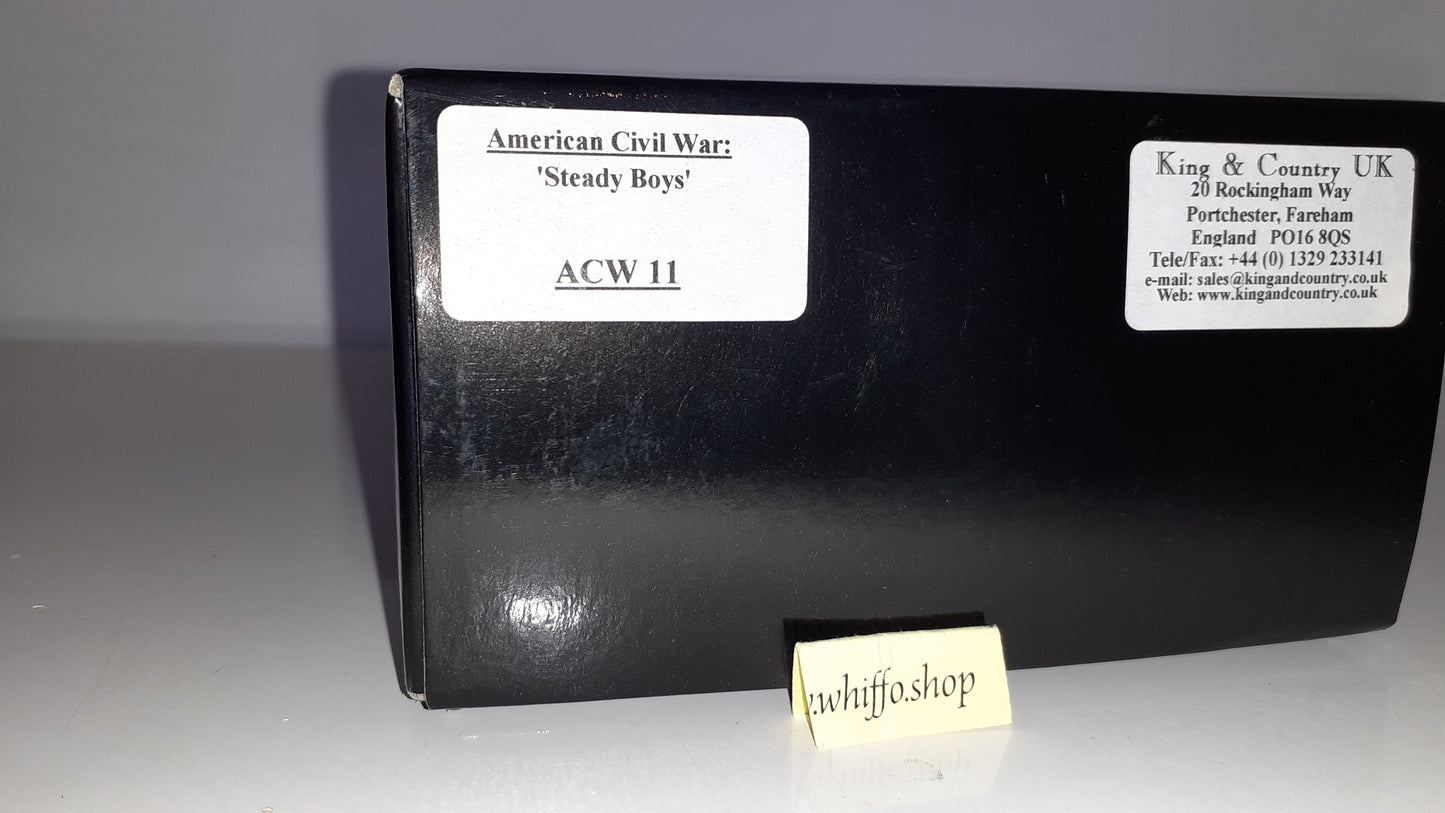 American Civil War:
'Steady Boys'
ACW 11
King & Country UK
20 Rockingham Way
Portchester, Fareham
England PO16 8QS
Tele/Fax: +44 (0) 1329 233141
e-mail: sales@kingandcountry.co.uk
Web: www.kingandcountry.co.uk
.whiffo.shop